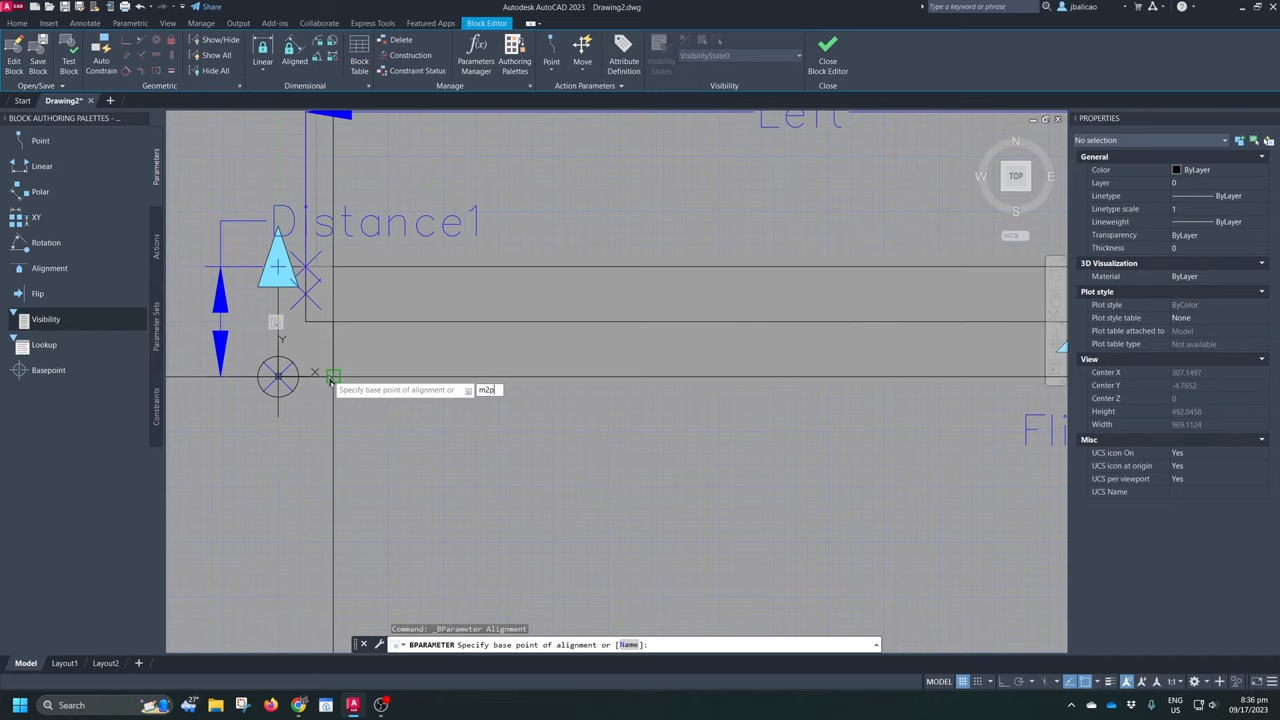 A CAD
Autodesk AutoCAD 2023 Drawing2.dwg
Type a keyword or phrase
jbalicao
Home Insert Annotate Parametric View Manage Output Add-ins Collaborate Express Tools Featured Apps Block Editor
Edit Block
Save Block
Test Block
Auto Constrain
Show/Hide
Show All
Hide All
Linear
Aligned
Delete
Construction
Constraint Status
Block Table
Parameters Manager
Authoring Palettes
Point
Move
Attribute Definition
Visibility States
VisibilityState0
Close Block Editor
Open/Save
Geometric
Dimensional
Manage
Action Parameters
Visibility
Close
Start
Drawing2*
BLOCK AUTHORING PALETTES - ...
Point
Linear
Polar
XY
Rotation
Alignment
Flip
Visibility
Lookup
Basepoint
Parameters
Actions
Parameter Sets
Constraints
Left
Distance1
Y
X
Specify base point of alignment or
m2p
Fli
N
W
TOP
E
S
WCS
Command: _BParameter Alignment
BPARAMETER Specify base point of alignment or [Name]:
PROPERTIES
No selection
General
Color ByLayer
Layer 0
Linetype ByLayer
Linetype scale 1
Lineweight ByLayer
Transparency ByLayer
Thickness 0
3D Visualization
Material ByLayer
Plot style
Plot style ByColor
Plot style table None
Plot table attached to Model
Plot table type Not available
View
Center X 307.1497
Center Y -4.7652
Center Z 0
Height 492.0458
Width 969.1124
Misc
UCS icon On Yes
UCS icon at origin Yes
UCS per viewport Yes
UCS Name
Model Layout1 Layout2
MODEL
1:1
Search
27°
ENG
PH
8:36 pm
09/17/2023